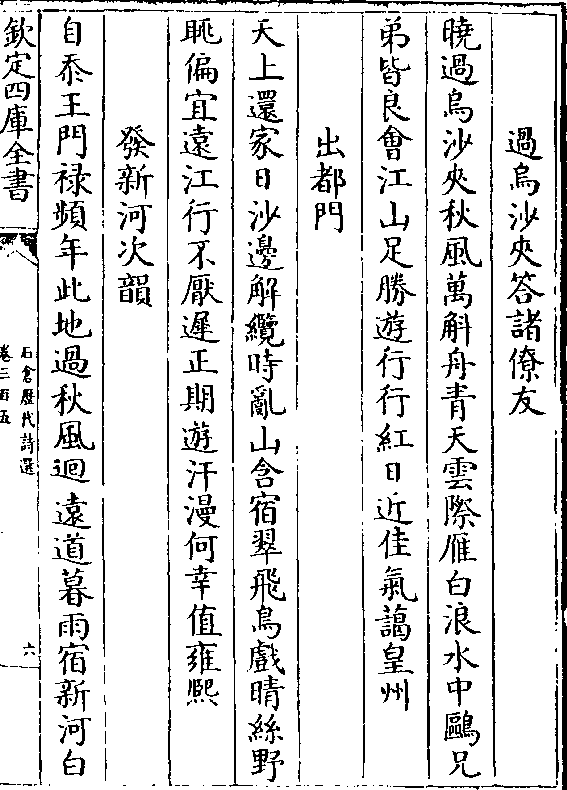 過烏沙夾答諸僚友
曉過烏沙夾秋風萬斛舟青天雲際雁白浪水中鷗兄
弟皆良會江山足勝遊行行紅日近佳氣藹皇州
出都門
天上還家日沙邊解纜時亂山含宿翠飛鳥戲晴絲野
眺偏宜遠江行不厭遲正期遊汗漫何幸值雍熙
發新河次韻
自忝王門禄頻年此地過秋風迴遠道暮雨宿新河白
欽定四庫全書
石倉歷代詩選
卷三百五
六